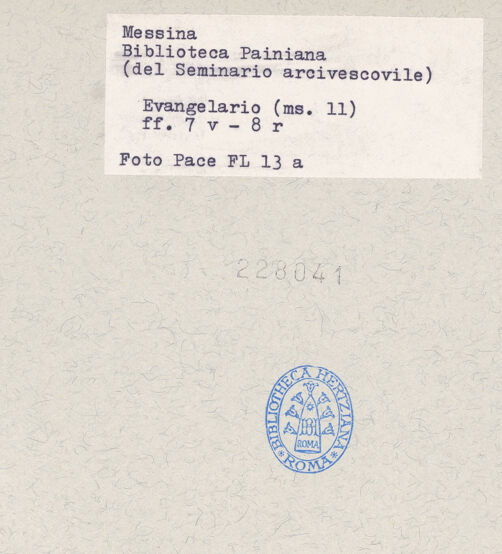 Messina
Biblioteca Painiana
(del Seminario arcivescovile)
Evangelario (ms. 11)
ff. 7 v - 8 r
Foto Pace FL 13 a
228041
BIBLIOTHECA HERTZIANA
ROMA
* ROMA *